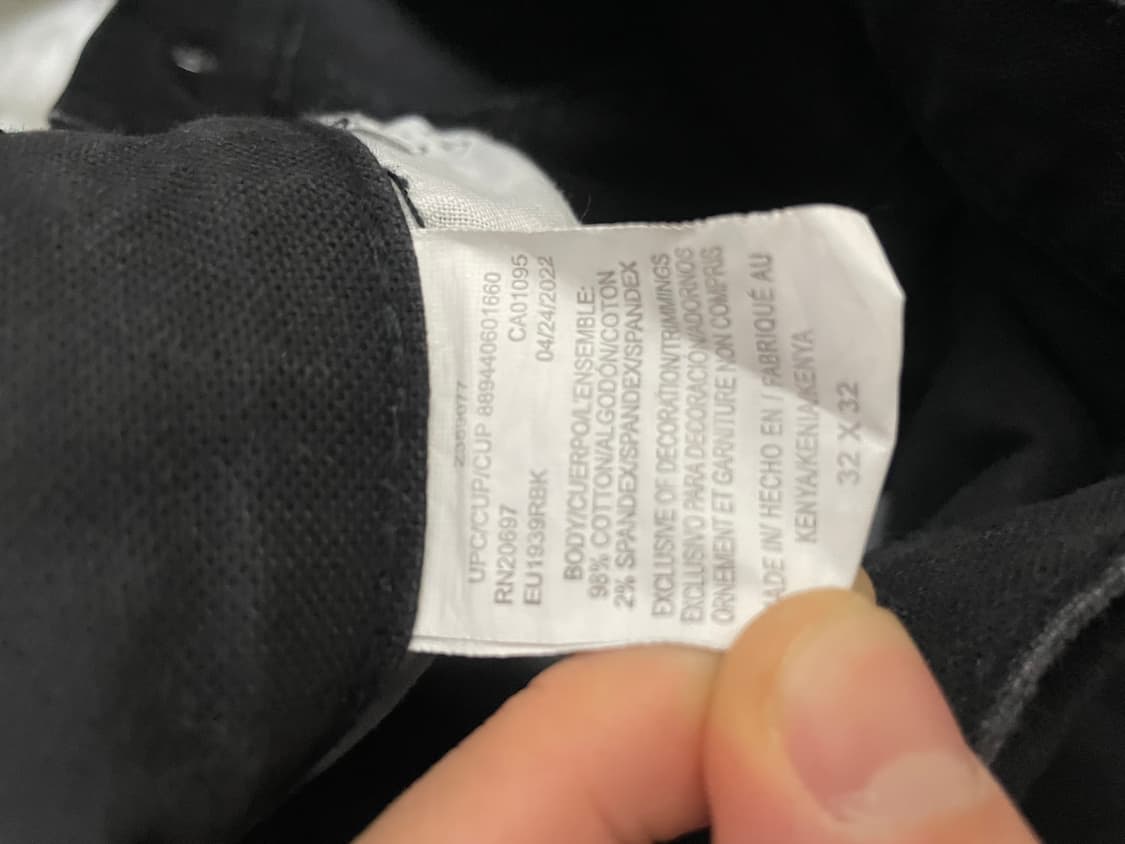 UPC/CUP/CUP 889440601660
RN20697 CA01095
EU1939RBK 04/24/2022
BODY/CUERPO/L'ENSEMBLE:
98% COTTON/ALGODÓN/COTON
2% SPANDEX/SPANDEX/SPANDEX
EXCLUSIVE OF DECORATION/TRIMMINGS
EXCLUSIVO PARA DECORACION/ADORNOS
ORNEMENT ET GARNITURE NON COMPRIS
ADE IN/ HECHO EN / FABRIQUÉ AU
KENYA/KENIA/KENYA
32 X 32